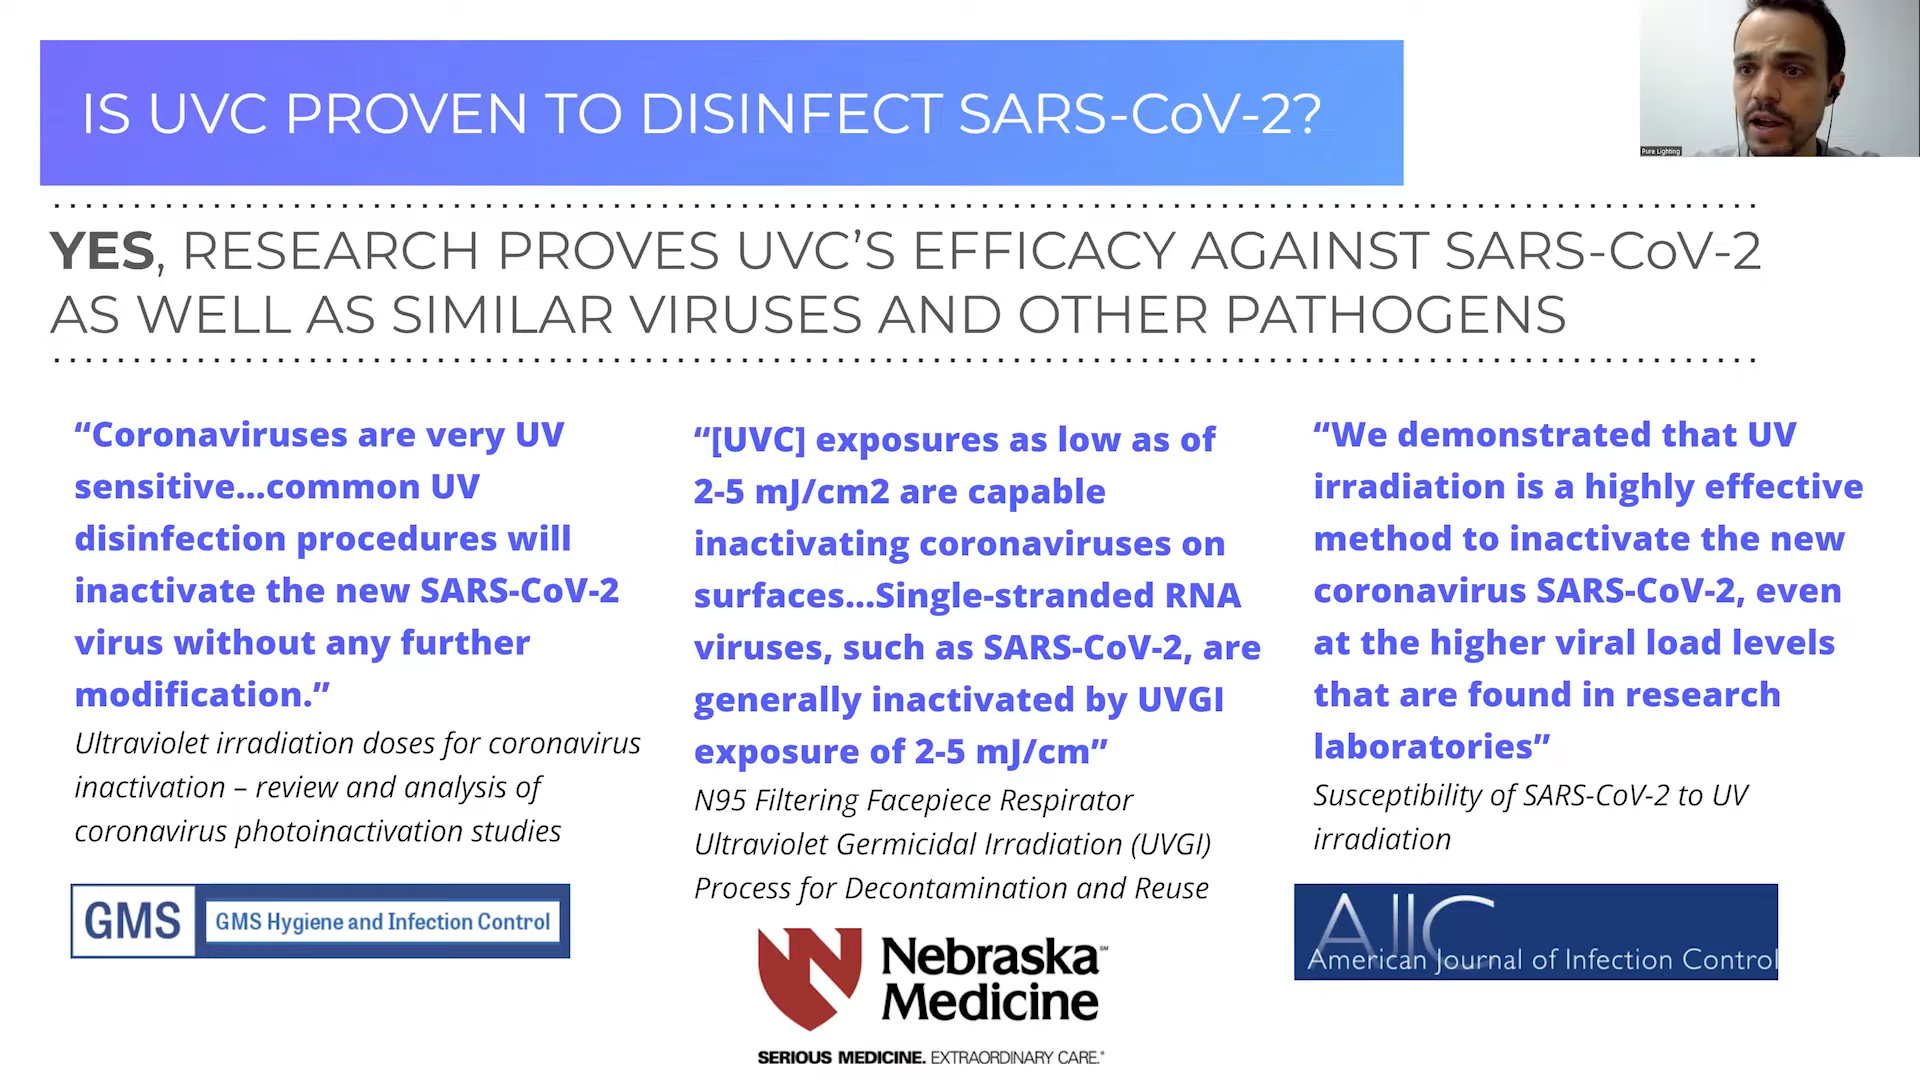 IS UVC PROVEN TO DISINFECT SARS-CoV-2?
Pure Lighting
YES, RESEARCH PROVES UVC’S EFFICACY AGAINST SARS-CoV-2
AS WELL AS SIMILAR VIRUSES AND OTHER PATHOGENS
“Coronaviruses are very UV
sensitive...common UV
disinfection procedures will
inactivate the new SARS-CoV-2
virus without any further
modification.”
Ultraviolet irradiation doses for coronavirus
inactivation – review and analysis of
coronavirus photoinactivation studies
GMS
GMS Hygiene and Infection Control
“[UVC] exposures as low as of
2-5 mJ/cm2 are capable
inactivating coronaviruses on
surfaces...Single-stranded RNA
viruses, such as SARS-CoV-2, are
generally inactivated by UVGI
exposure of 2-5 mJ/cm”
N95 Filtering Facepiece Respirator
Ultraviolet Germicidal Irradiation (UVGI)
Process for Decontamination and Reuse
Nebraska℠
Medicine
SERIOUS MEDICINE. EXTRAORDINARY CARE.®
“We demonstrated that UV
irradiation is a highly effective
method to inactivate the new
coronavirus SARS-CoV-2, even
at the higher viral load levels
that are found in research
laboratories”
Susceptibility of SARS-CoV-2 to UV
irradiation
AJIC
American Journal of Infection Control